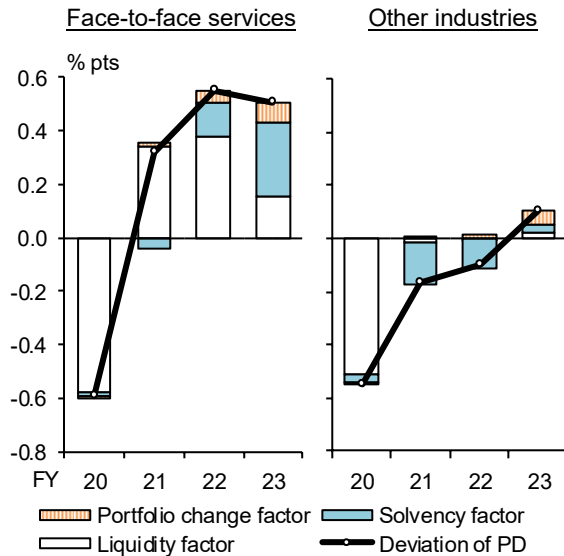 Face-to-face services
Other industries
% pts
0.6
0.4
0.2
0.0
-0.2
-0.4
-0.6
-0.8
FY 20 21 22 23 20 21 22 23
Portfolio change factor Solvency factor
Liquidity factor Deviation of PD